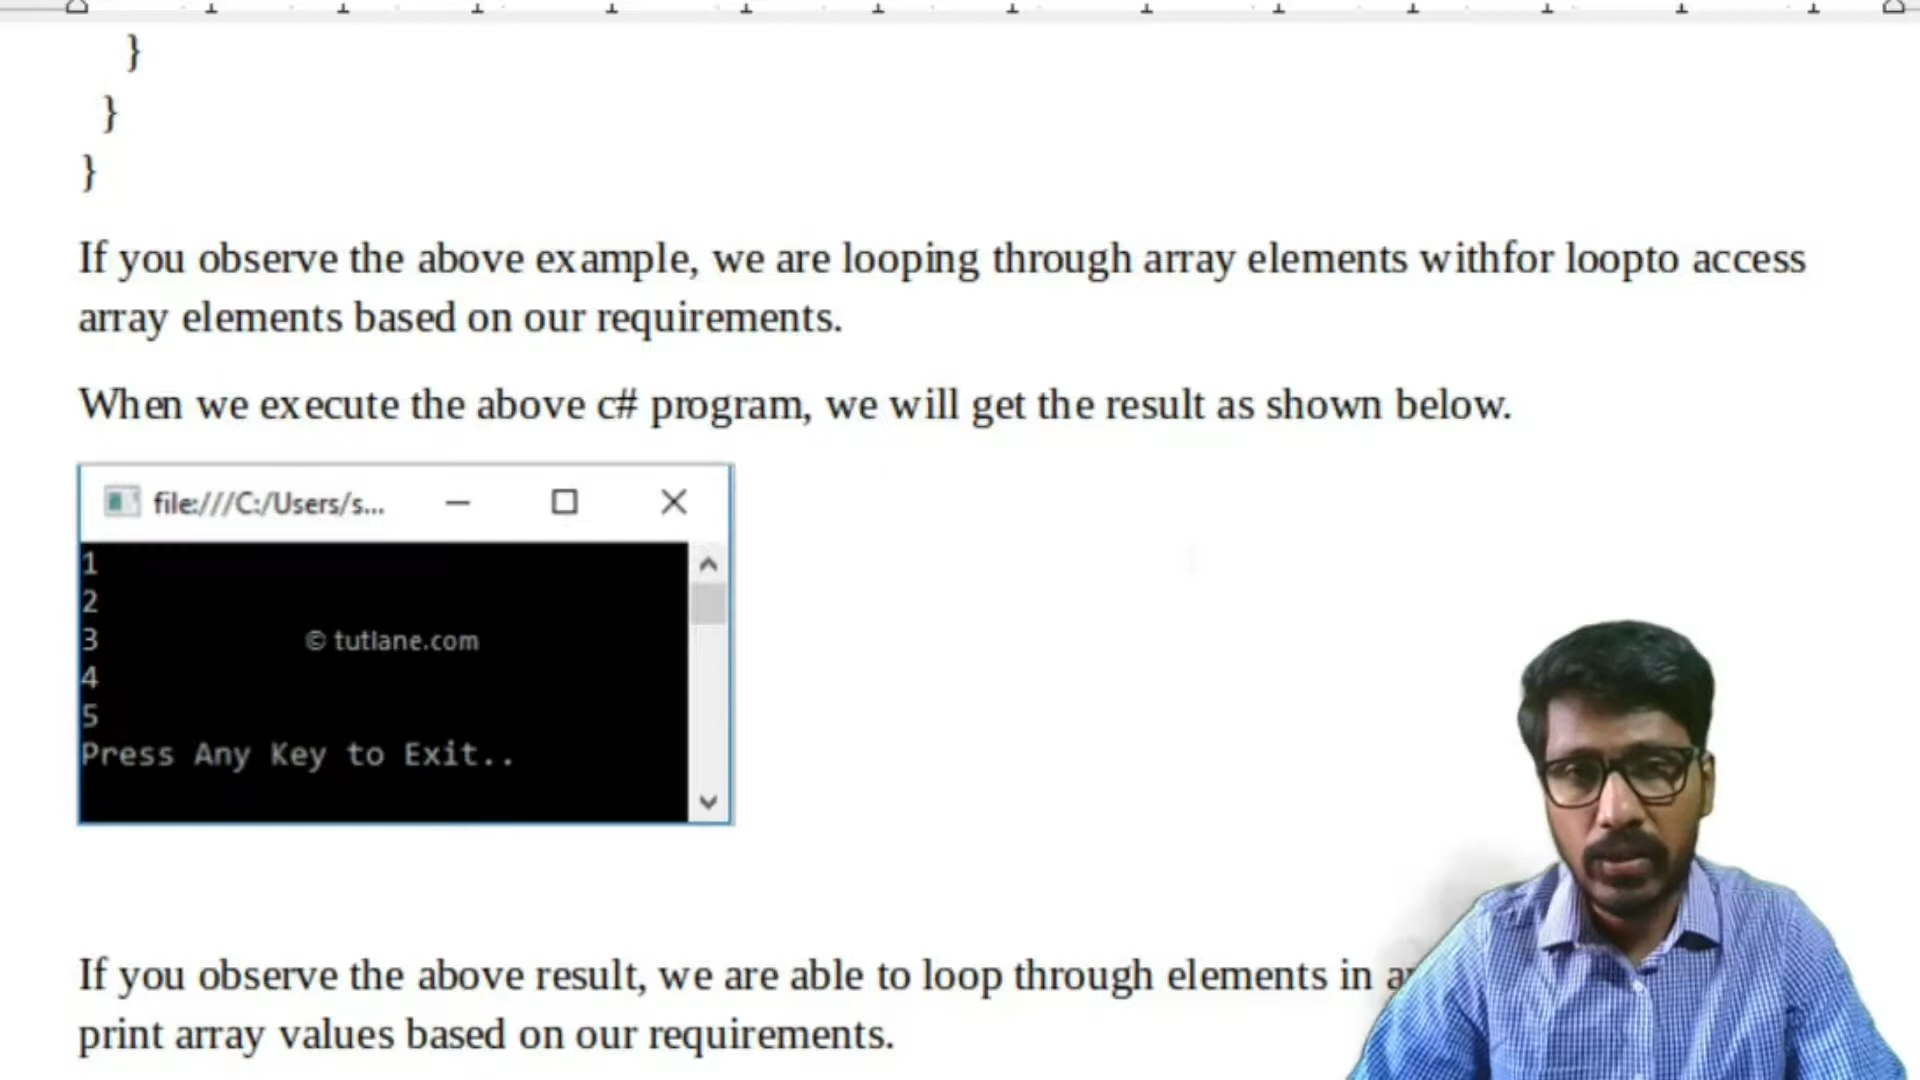 }
}
}
If you observe the above example, we are looping through array elements withfor loopto access
array elements based on our requirements.
When we execute the above c# program, we will get the result as shown below.
file:///C:/Users/s...
1
2
3
© tutlane.com
4
5
Press Any Key to Exit..
If you observe the above result, we are able to loop through elements in
print array values based on our requirements.